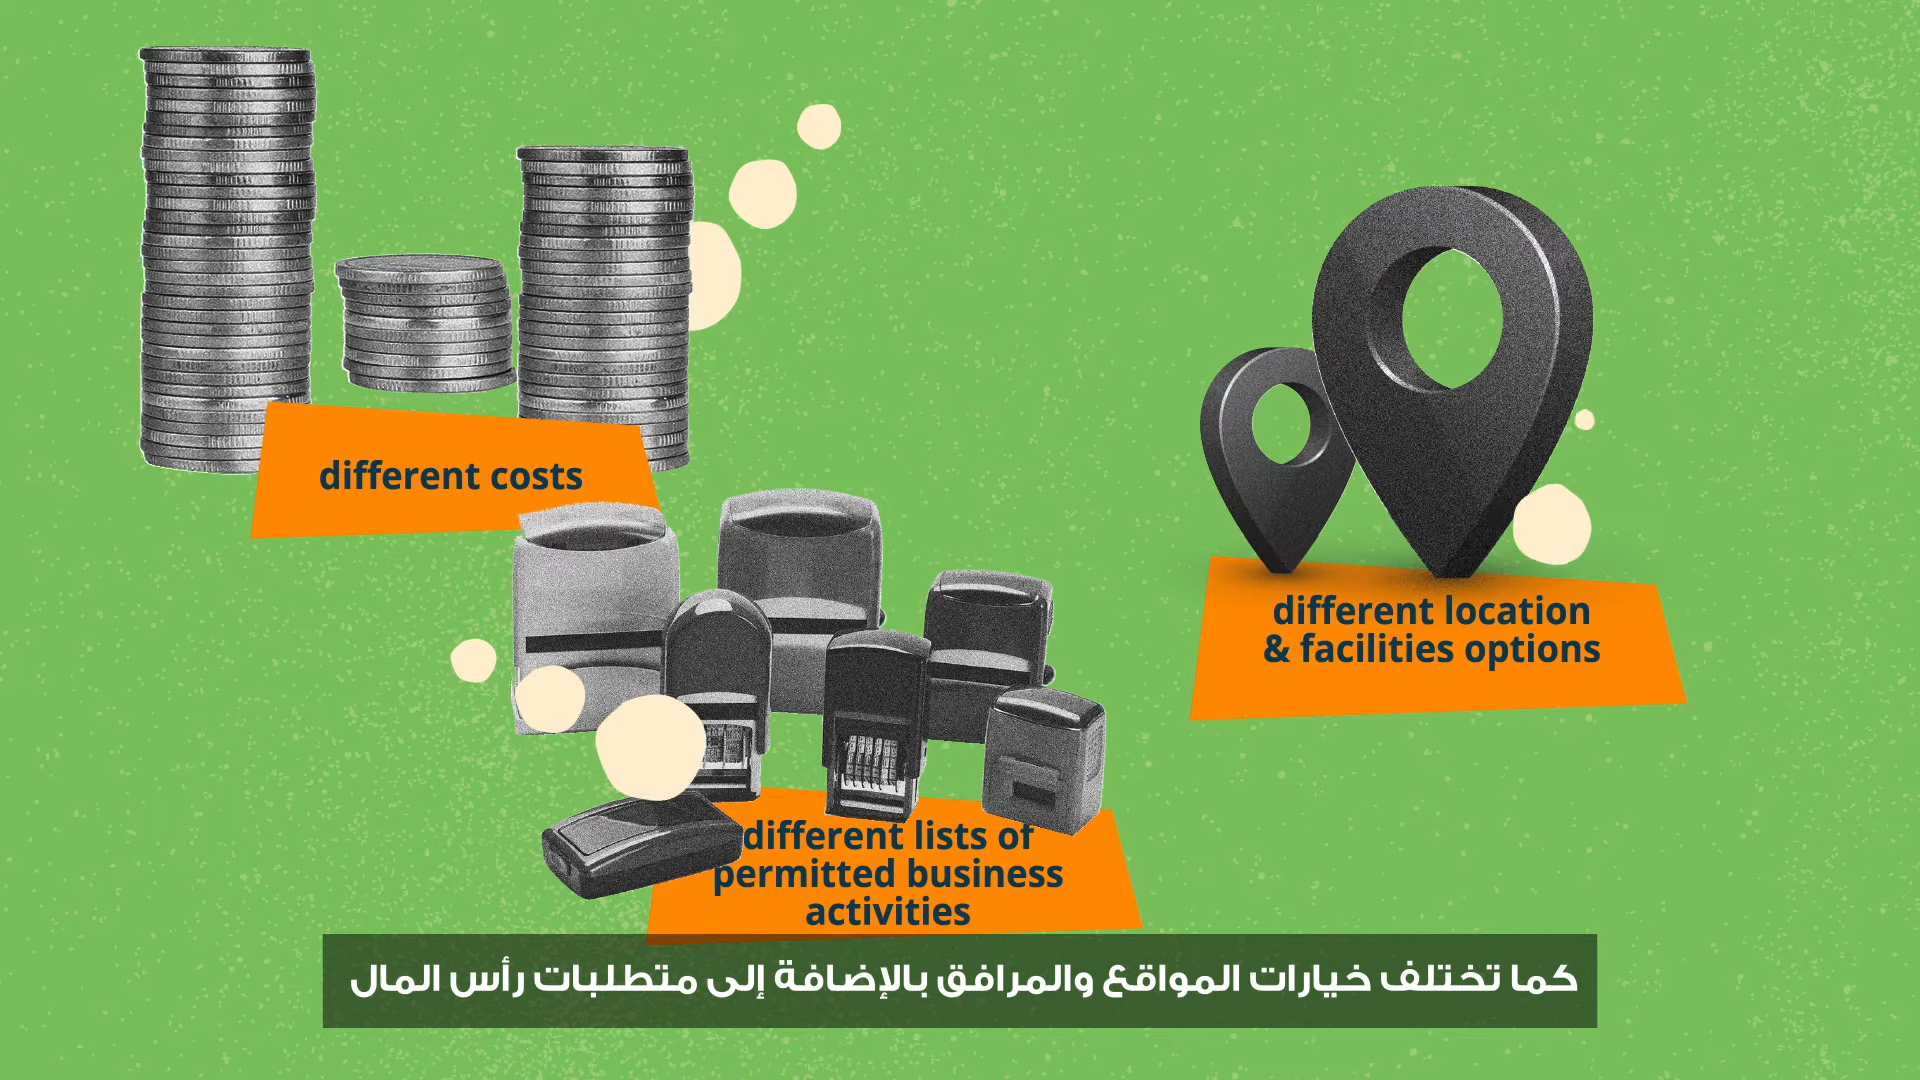 different costs
different location
& facilities options
different lists of
permitted business
activities
كما تختلف خيارات المواقع والمرافق بالإضافة إلى متطلبات رأس المال